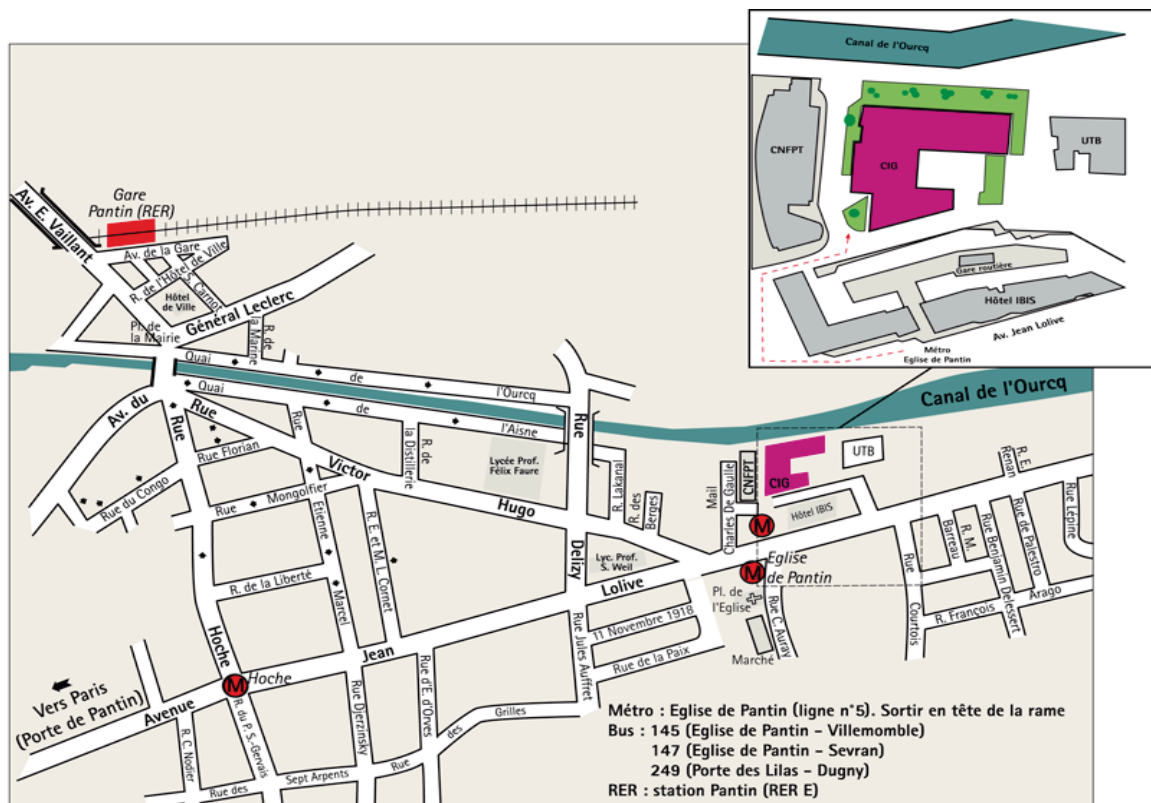 Canal de l'Ourcq
CNFPT
CIG
UTB
Gare routière
Hôtel IBIS
Av. Jean Lolive
Métro
Eglise de Pantin
Gare
Pantin (RER)
Av. E. Vaillant
Av. de la Gare
R. de l'Hôtel de Ville
S. Carnot
Hôtel
de Ville
Général Leclerc
Pl. de
la Mairie
R. de
la Marine
Quai de l'Ourcq
Quai de l'Aisne
Canal de l'Ourcq
Av. du
Rue Hoche
Rue Victor Hugo
Rue Florian
Rue du Congo
Rue Mongolfier
Rue Etienne Marcel
R. E. et M. L. Cornet
R. de
la Distillerie
Lycée Prof.
Félix Faure
Rue Delizy
R. Lakanal
R. des
Berges
Mail
Charles De Gaulle
CNFPT
CIG
UTB
Hôtel IBIS
M
M
Eglise
de Pantin
Pl. de
l'Eglise
Rue C. Auray
Marché
Lyc. Prof.
S. Weil
R. de la Liberté
Avenue Jean Lolive
11 Novembre 1918
Rue de la Paix
Rue Jules Auffret
Rue Courtois
R. M.
Barreau
R. E.
Renan
Rue Benjamin Delessert
Rue de Palestro
Rue Lépine
R. François Arago
M
Hoche
Vers Paris
(Porte de Pantin)
R. C. Nodier
R. du P. S.-Gervais
Rue Djerzinsky
Rue d'E. d'Orves
Rue des Sept Arpents
Rue des Grilles
Métro : Eglise de Pantin (ligne n°5). Sortir en tête de la rame
Bus : 145 (Eglise de Pantin - Villemomble)
147 (Eglise de Pantin - Sevran)
249 (Porte des Lilas - Dugny)
RER : station Pantin (RER E)